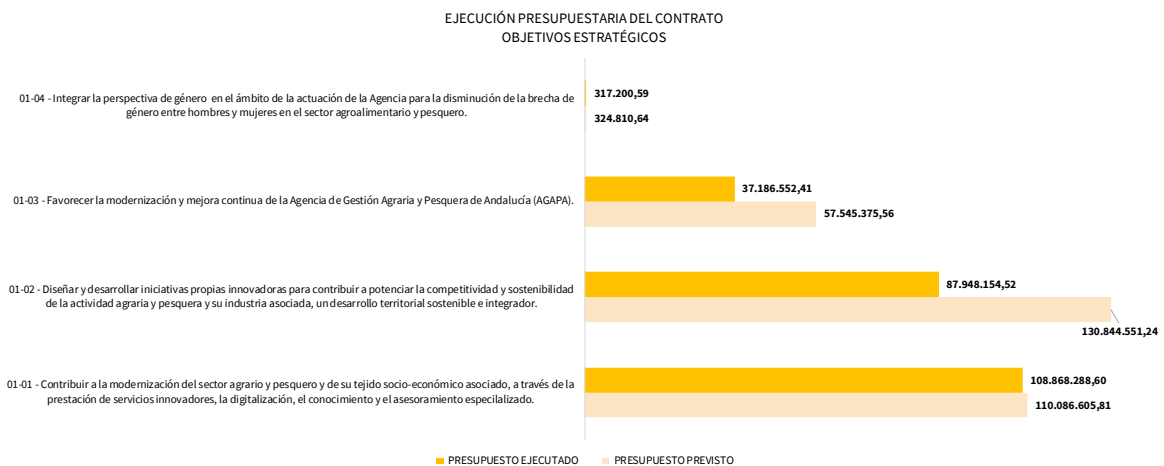 EJECUCIÓN PRESUPUESTARIA DEL CONTRATO
OBJETIVOS ESTRATÉGICOS
01-04 - Integrar la perspectiva de género en el ámbito de la actuación de la Agencia para la disminución de la brecha de
género entre hombres y mujeres en el sector agroalimentario y pesquero.
317.200,59
324.810,64
01-03 - Favorecer la modernización y mejora continua de la Agencia de Gestión Agraria y Pesquera de Andalucía (AGAPA).
37.186.552,41
57.545.375,56
01-02 - Diseñar y desarrollar iniciativas propias innovadoras para contribuir a potenciar la competitividad y sostenibilidad
de la actividad agraria y pesquera y su industria asociada, un desarrollo territorial sostenible e integrador.
87.948.154,52
130.844.551,24
01-01 - Contribuir a la modernización del sector agrario y pesquero y de su tejido socio-económico asociado, a través de la
prestación de servicios innovadores, la digitalización, el conocimiento y el asesoramiento especilalizado.
108.868.288,60
110.086.605,81
PRESUPUESTO EJECUTADO
PRESUPUESTO PREVISTO